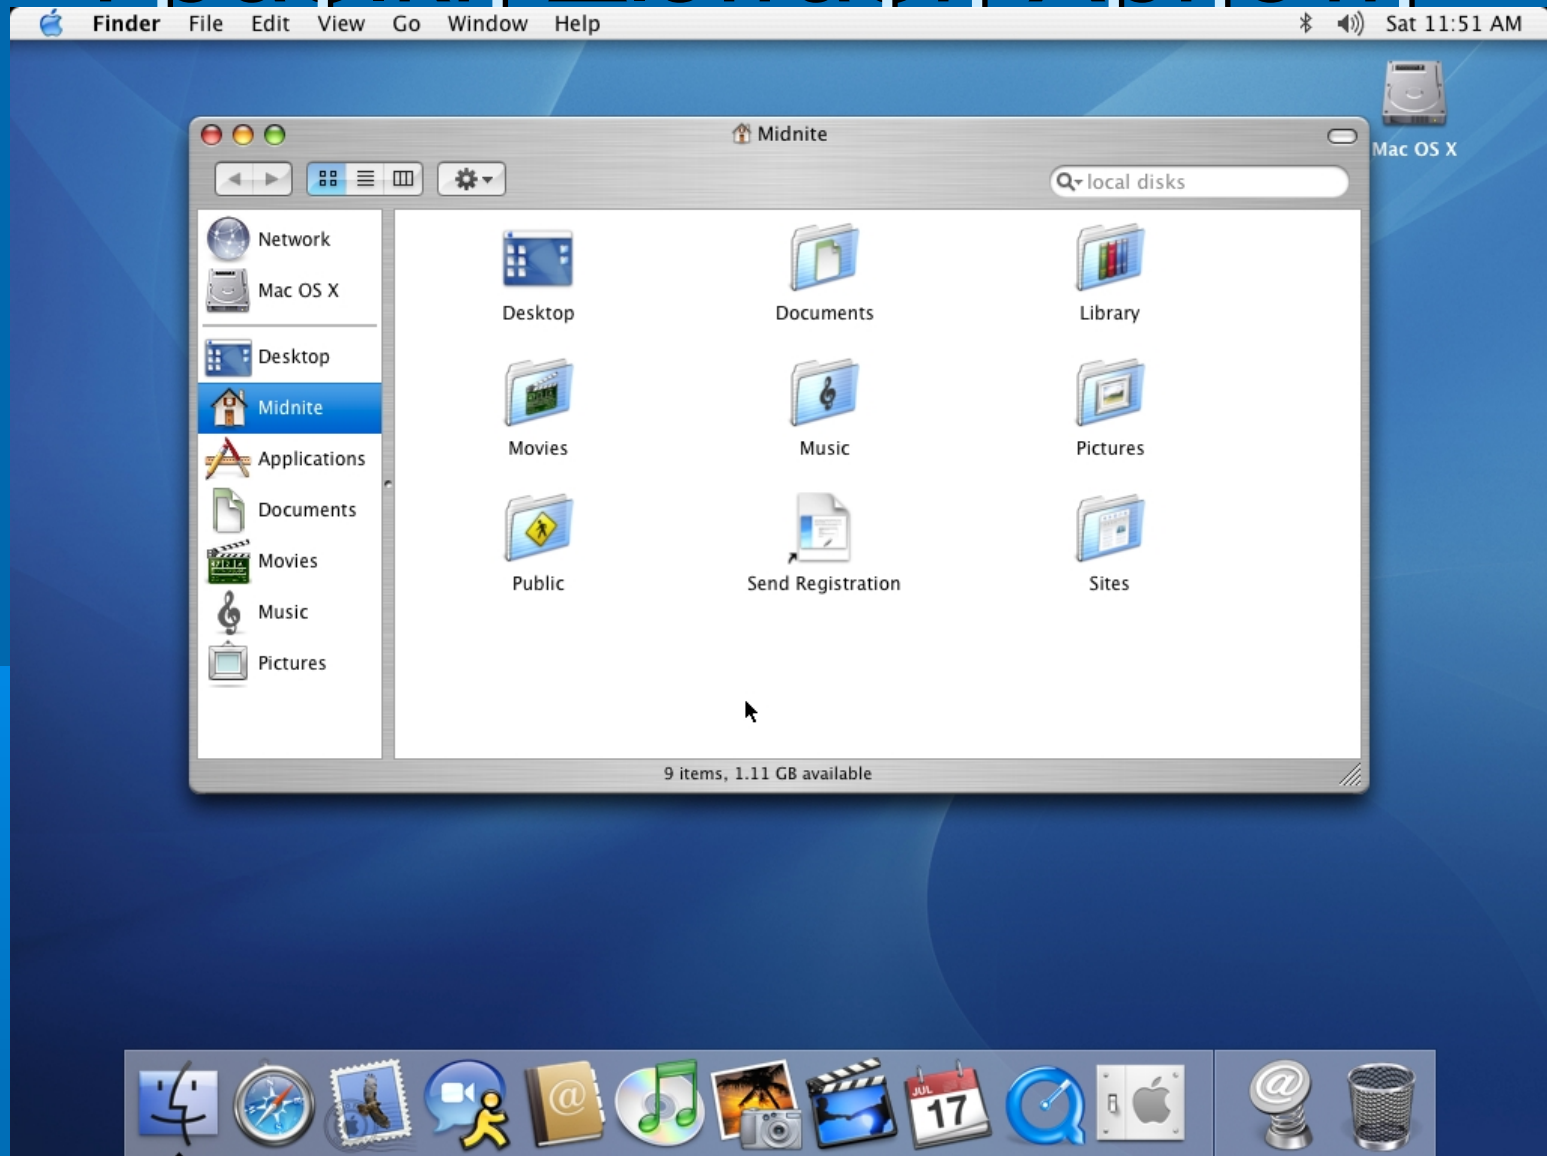 Finder File Edit View Go Window Help Sat 11:51 AM
Mac OS X
Midnite
local disks
Network
Mac OS X
Desktop
Midnite
Applications
Documents
Movies
Music
Pictures
Desktop Documents Library
Movies Music Pictures
Public Send Registration Sites
9 items, 1.11 GB available
@
JUL
17
@